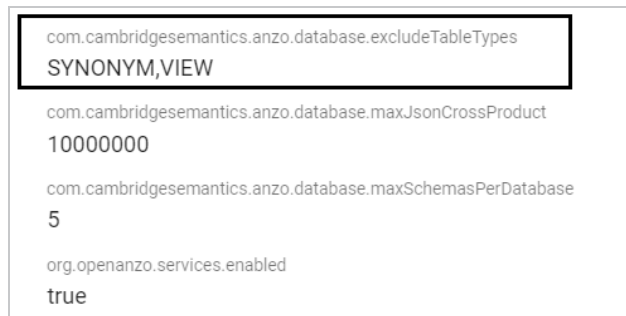 com.cambridgesemantics.anzo.database.excludeTableTypes
SYNONYM,VIEW
com.cambridgesemantics.anzo.database.maxJsonCrossProduct
10000000
com.cambridgesemantics.anzo.database.maxSchemasPerDatabase
5
org.openanzo.services.enabled
true